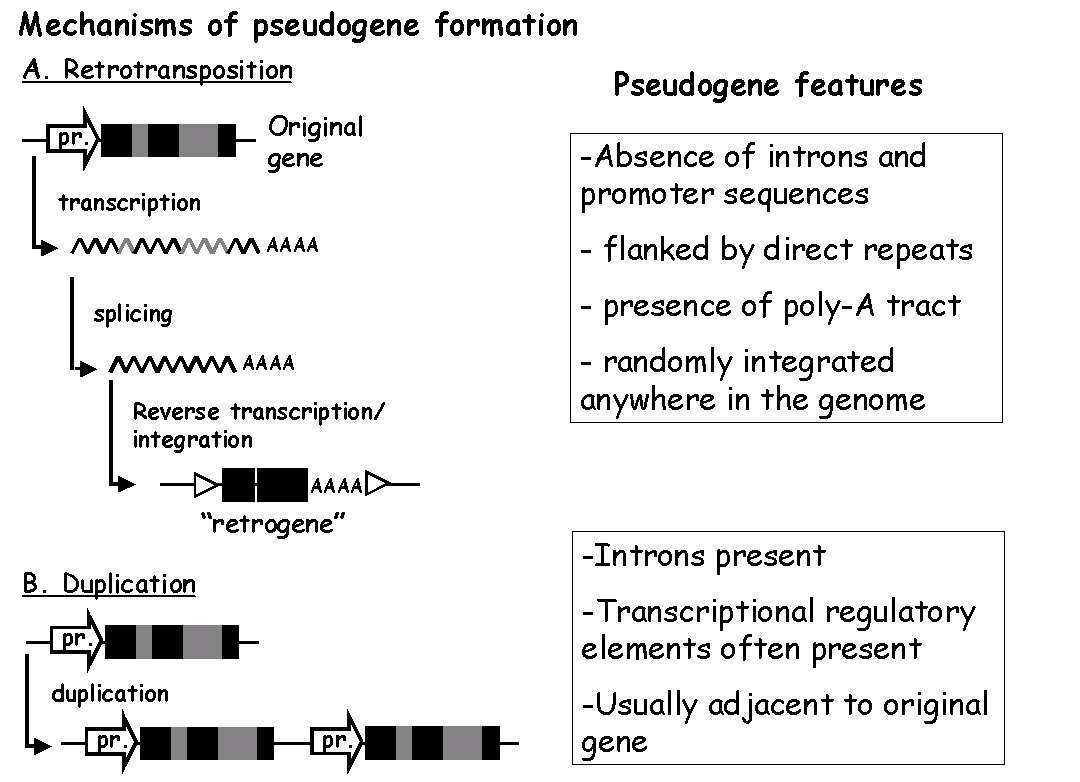 Mechanisms of pseudogene formation
A. Retrotransposition
pr.
Original
gene
transcription
AAAA
splicing
AAAA
Reverse transcription/
integration
AAAA
“retrogene”
B. Duplication
pr.
duplication
pr.
pr.
Pseudogene features
-Absence of introns and
promoter sequences
- flanked by direct repeats
- presence of poly-A tract
- randomly integrated
anywhere in the genome
-Introns present
-Transcriptional regulatory
elements often present
-Usually adjacent to original
gene